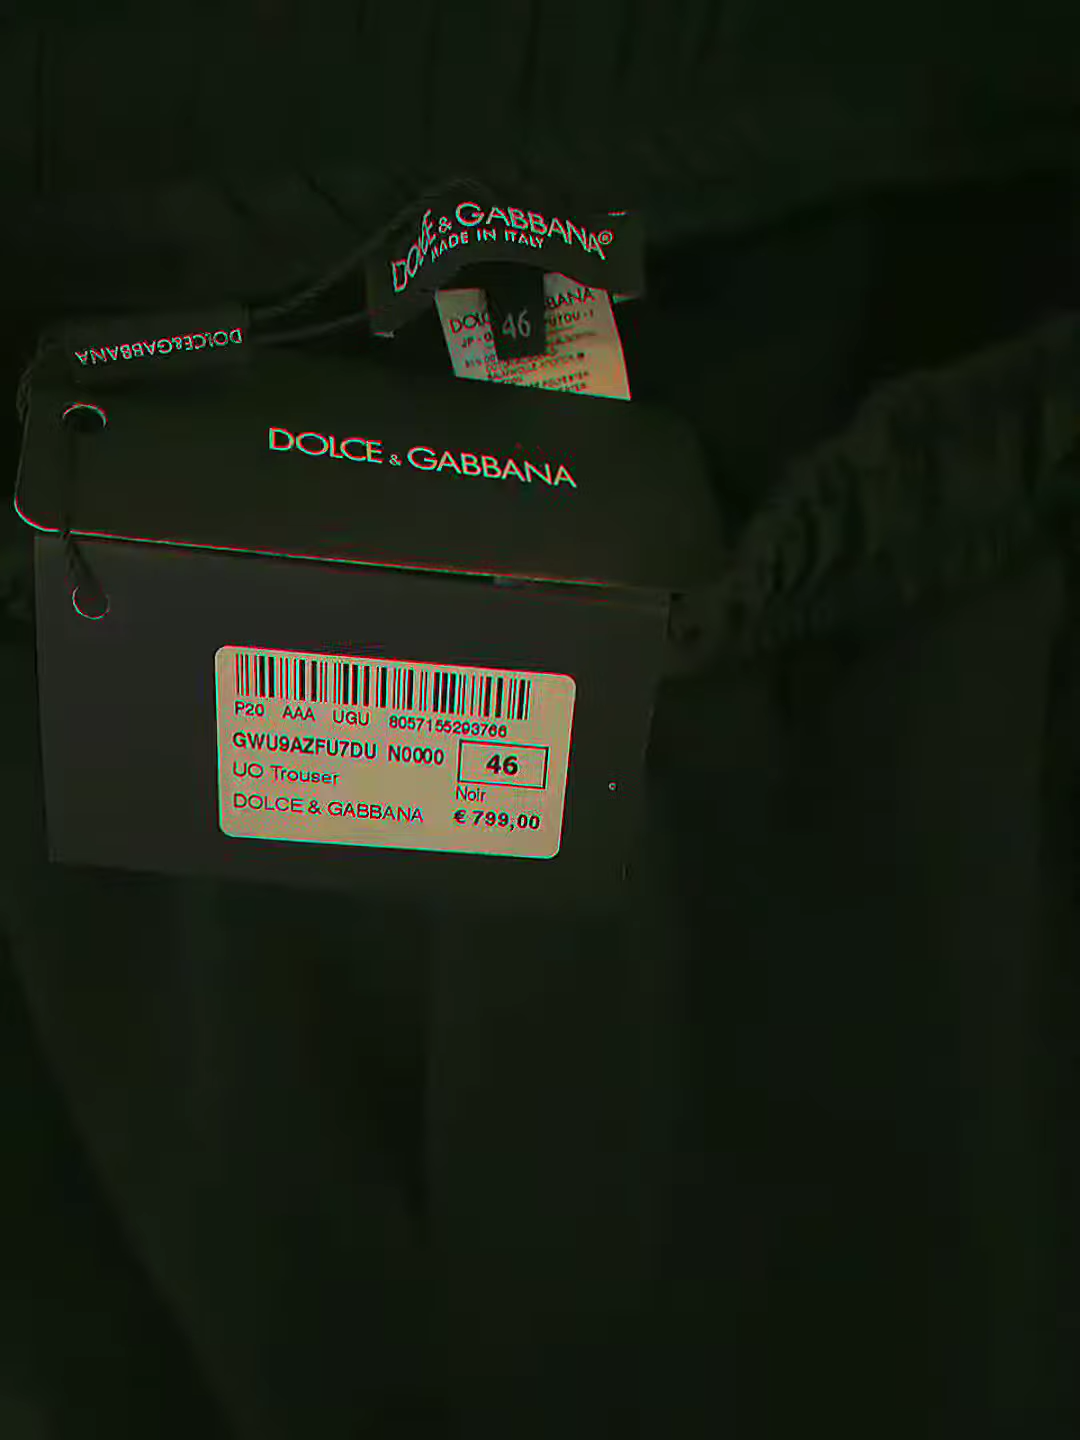 DOLCE & GABBANA®
MADE IN ITALY
DOLCE&GABBANA
46
BANA
DOLCE & GABBANA
P20 AAA UGU 8057155293766
GWU9AZFU7DU N0000
46
UO Trouser
Noir
DOLCE & GABBANA
€ 799,00